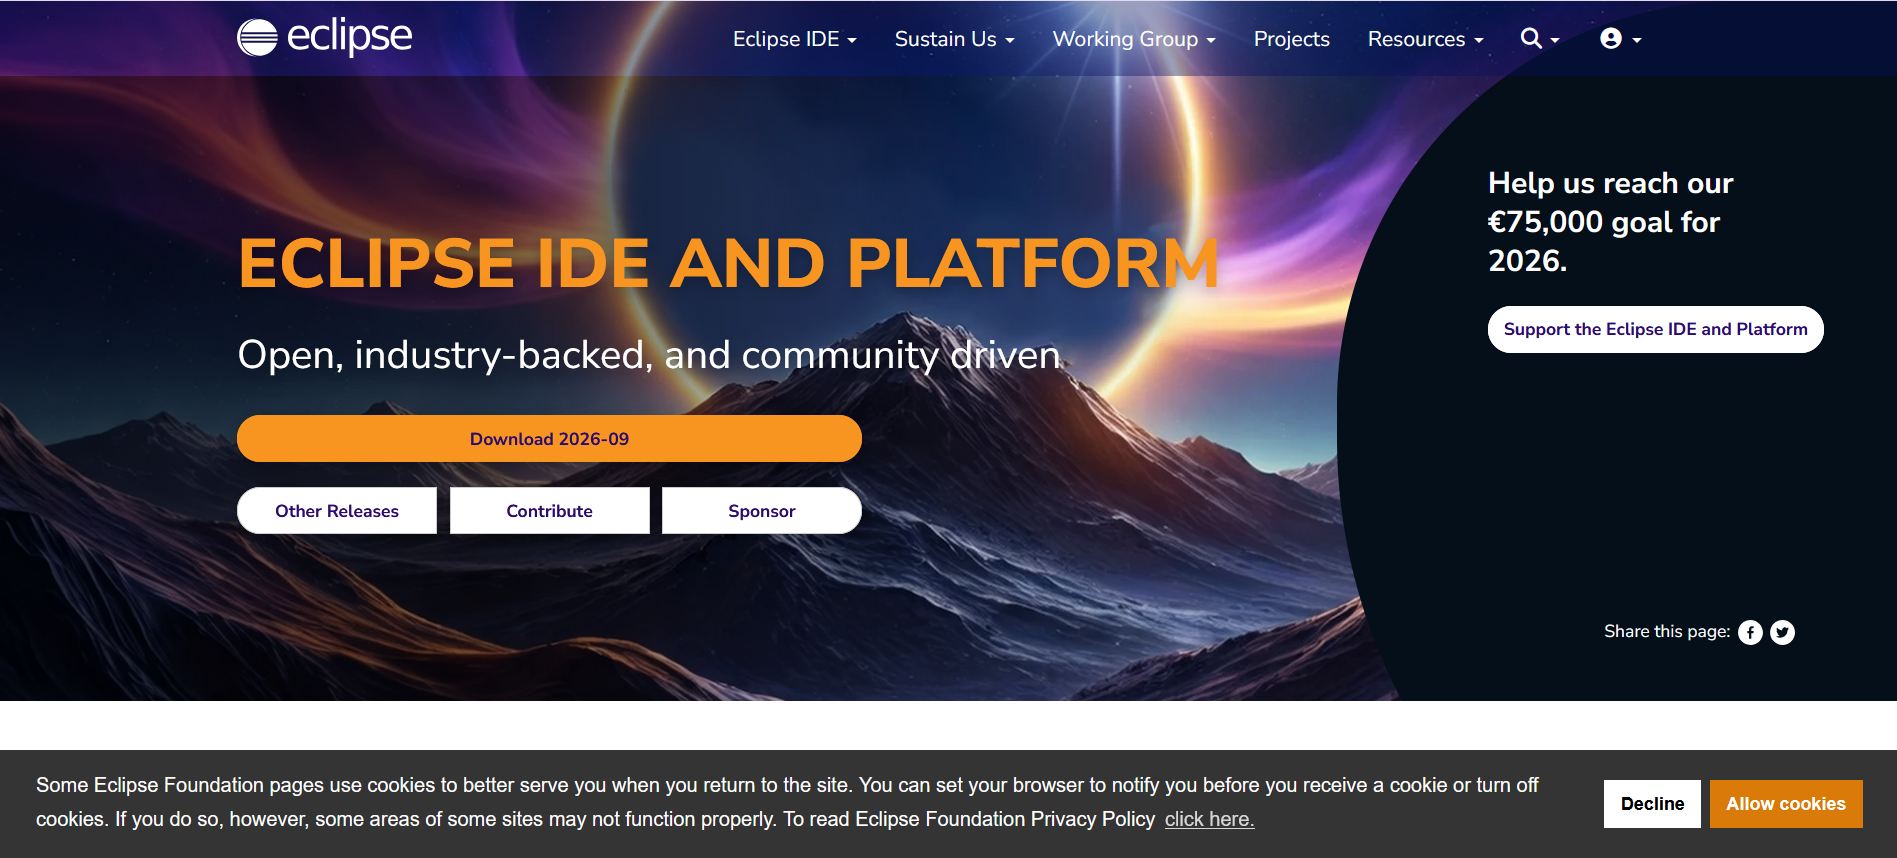 eclipse
Eclipse IDE
Sustain Us
Working Group
Projects
Resources
ECLIPSE IDE AND PLATFORM
Open, industry-backed, and community driven
Download 2026-09
Other Releases
Contribute
Sponsor
Help us reach our
€75,000 goal for
2026.
Support the Eclipse IDE and Platform
Share this page:
Some Eclipse Foundation pages use cookies to better serve you when you return to the site. You can set your browser to notify you before you receive a cookie or turn off
cookies. If you do so, however, some areas of some sites may not function properly. To read Eclipse Foundation Privacy Policy click here.
Decline
Allow cookies